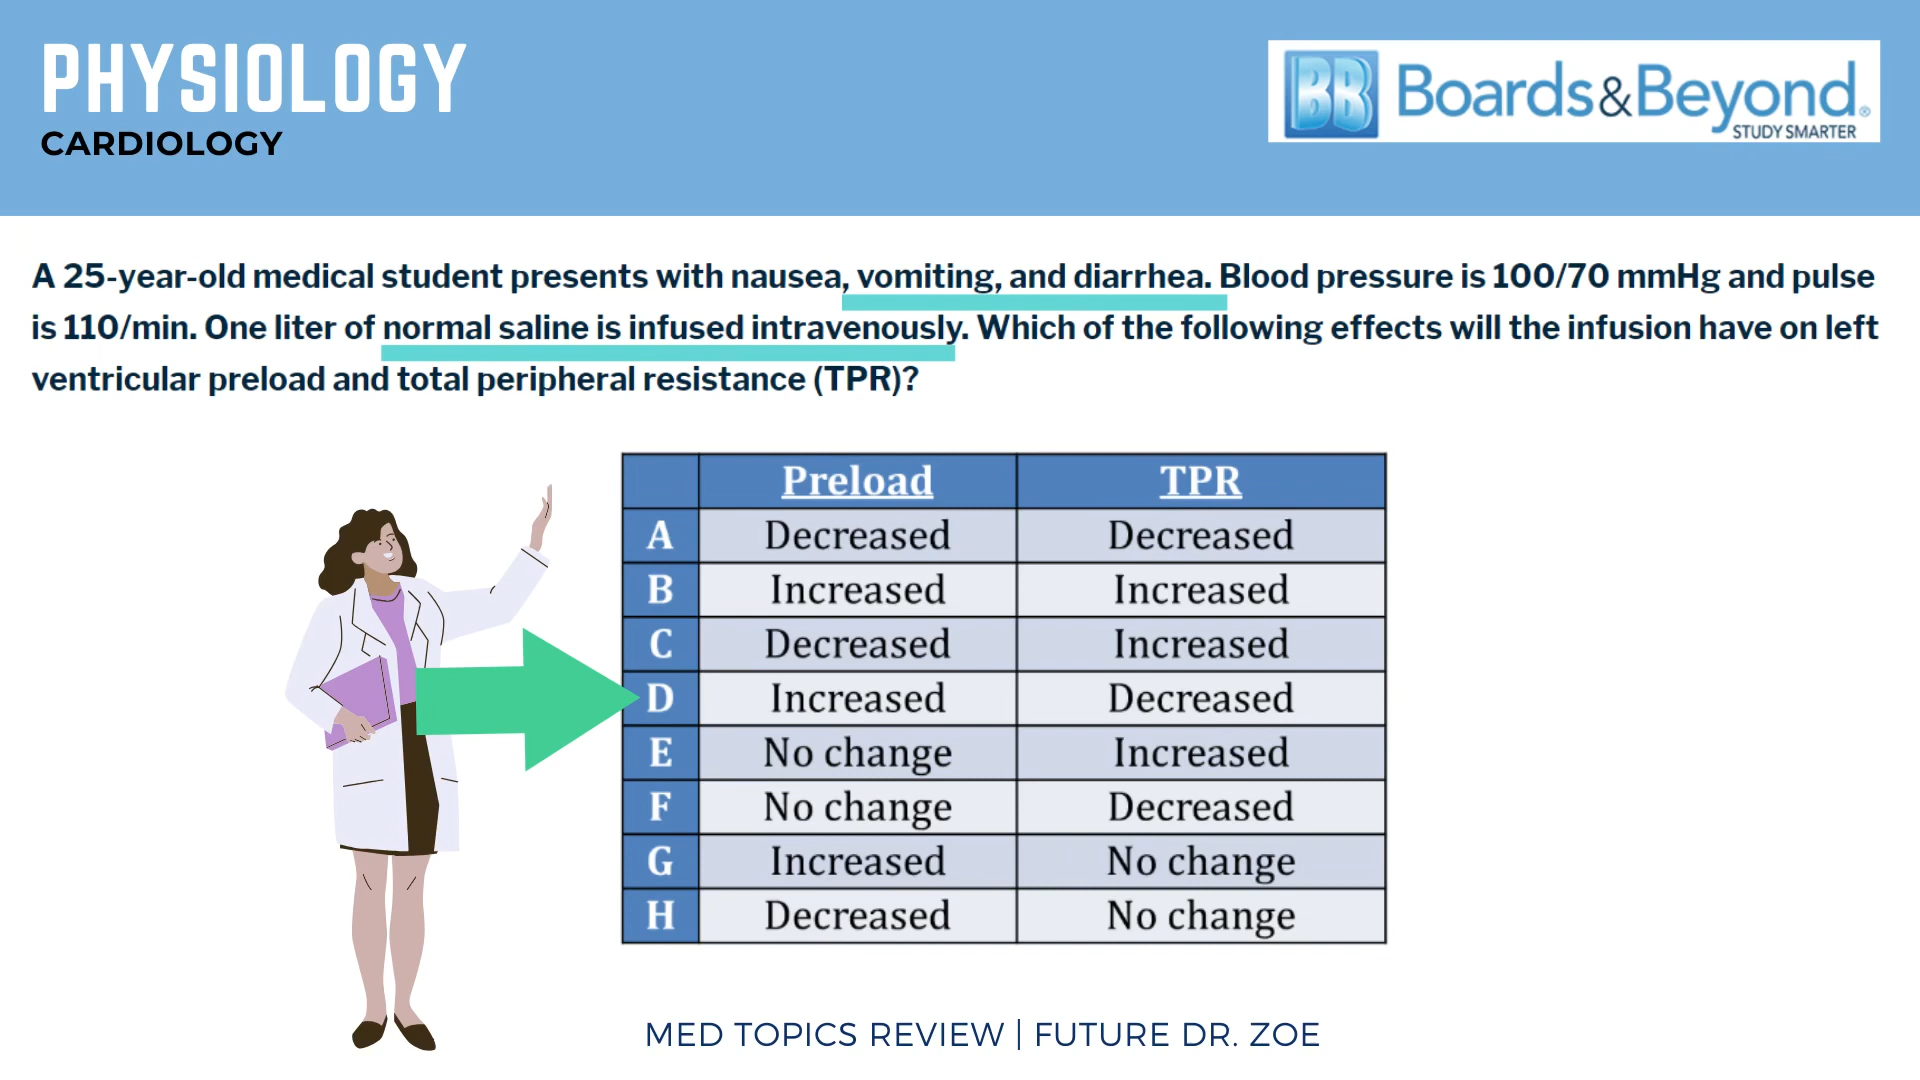 PHYSIOLOGY
CARDIOLOGY
BB Boards&Beyond®
STUDY SMARTER
A 25-year-old medical student presents with nausea, vomiting, and diarrhea. Blood pressure is 100/70 mmHg and pulse
is 110/min. One liter of normal saline is infused intravenously. Which of the following effects will the infusion have on left
ventricular preload and total peripheral resistance (TPR)?
Preload TPR
A Decreased Decreased
B Increased Increased
C Decreased Increased
D Increased Decreased
E No change Increased
F No change Decreased
G Increased No change
H Decreased No change
MED TOPICS REVIEW | FUTURE DR. ZOE